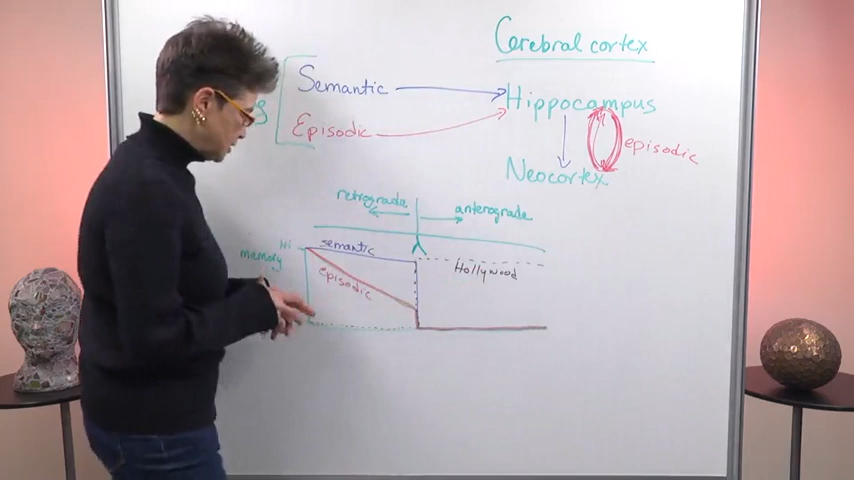 Cerebral cortex
Semantic
Hippocampus
Episodic
episodic
Neocortex
retrograde
anterograde
Hi
semantic
memory
Hollywood
episodic